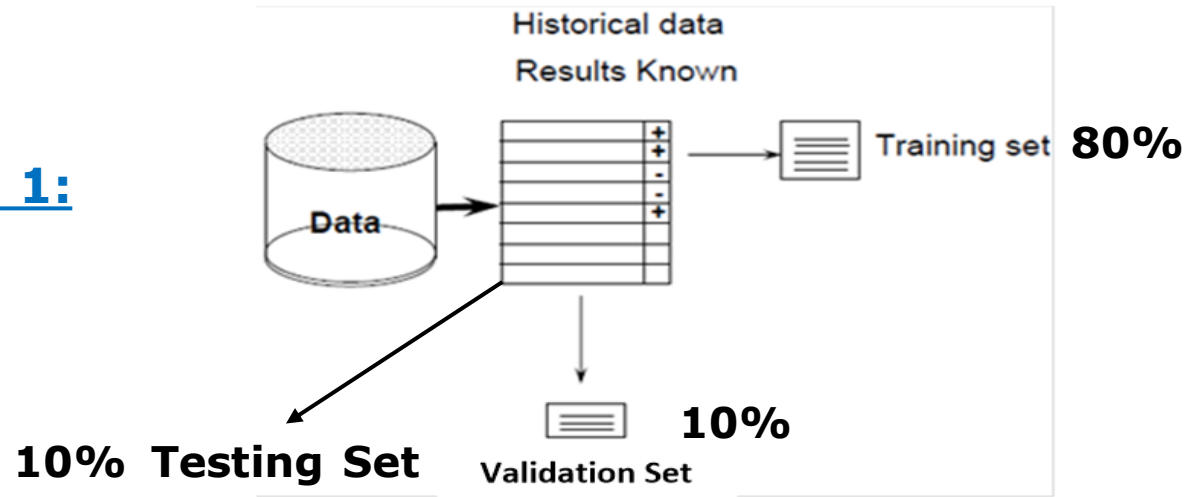 Historical data
Results Known
+
+
-
-
+
Training set 80%
1:
Data
10%
10% Testing Set
Validation Set